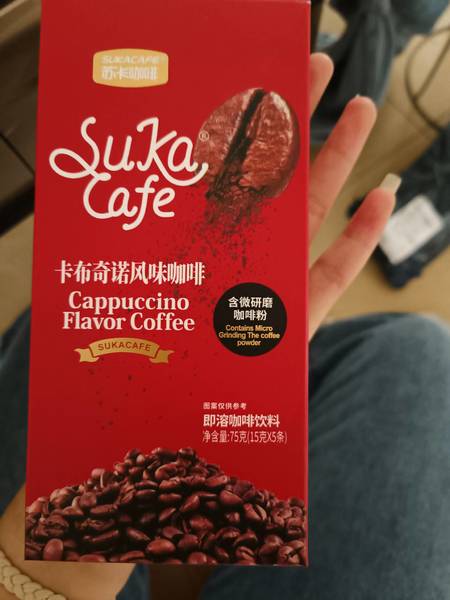 SUKACAFE
苏卡咖啡
Suka®
Cafe
卡布奇诺风味咖啡
Cappuccino
Flavor Coffee
SUKACAFE
含微研磨
咖啡粉
Contains Micro
Grinding The coffee
powder
图案仅供参考
即溶咖啡饮料
净含量:75克(15克X5条)